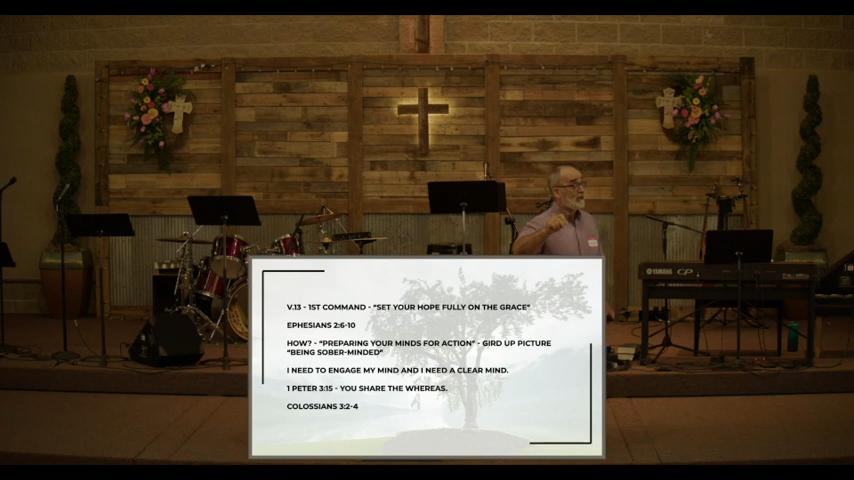 V.13 - 1ST COMMAND - "SET YOUR HOPE FULLY ON THE GRACE"
EPHESIANS 2:6-10
HOW? - "PREPARING YOUR MINDS FOR ACTION" - GIRD UP PICTURE
"BEING SOBER-MINDED"
I NEED TO ENGAGE MY MIND AND I NEED A CLEAR MIND.
1 PETER 3:15 - YOU SHARE THE WHEREAS.
COLOSSIANS 3:2-4
YAMAHA CP